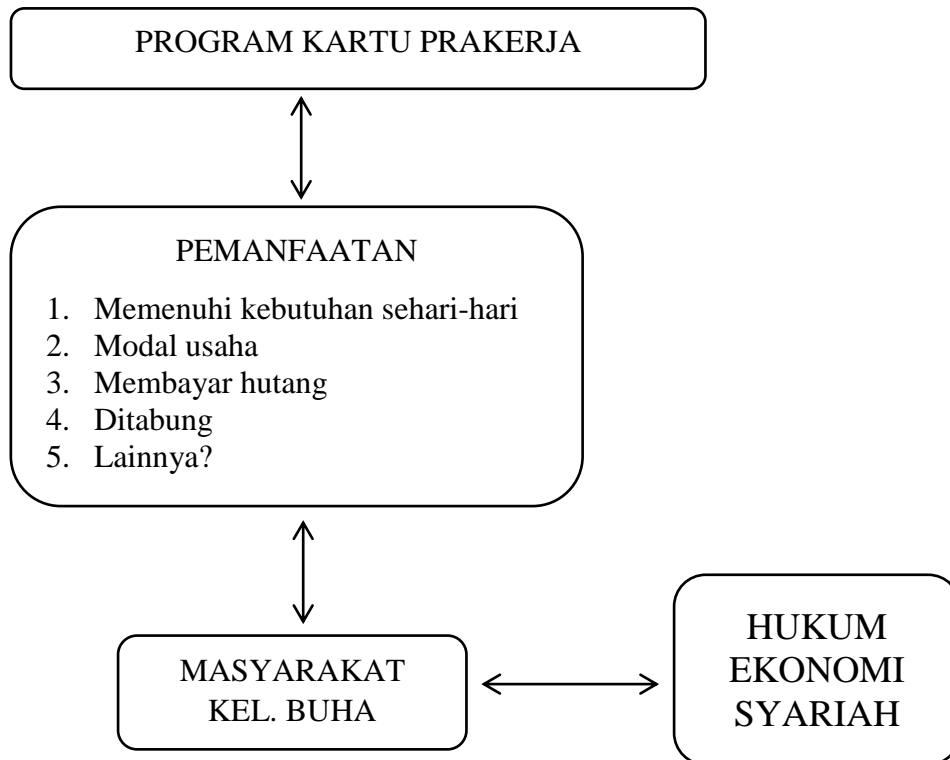 PROGRAM KARTU PRAKERJA
PEMANFAATAN
1. Memenuhi kebutuhan sehari-hari
2. Modal usaha
3. Membayar hutang
4. Ditabung
5. Lainnya?
MASYARAKAT
KEL. BUHA
HUKUM
EKONOMI
SYARIAH